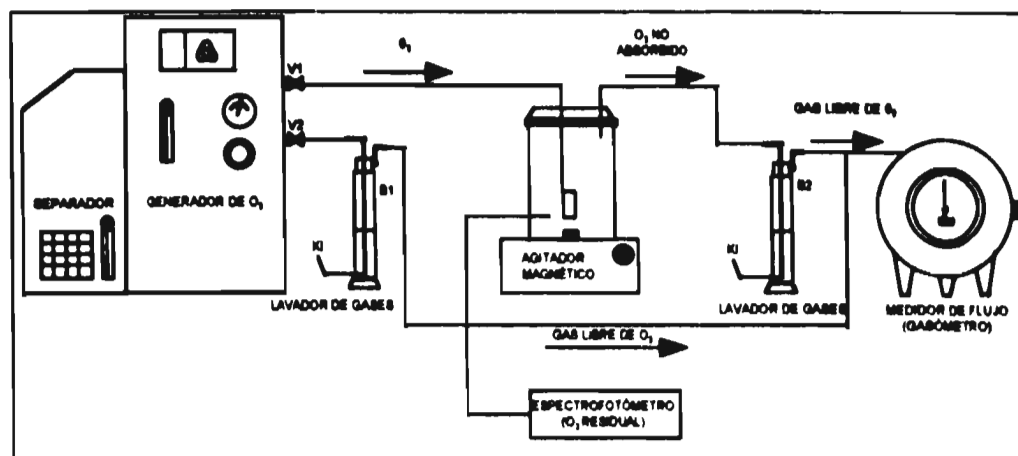 SEPARADOR
GENERADOR DE O₃
V1
V2
O₃
B1
KI
LAVADOR DE GASES
O₃ NO
ABSORBIDO
AGITADOR
MAGNÉTICO
GAS LIBRE DE O₃
B2
KI
LAVADOR DE GASES
MEDIDOR DE FLUJO
(GASÓMETRO)
GAS LIBRE DE O₃
ESPECTROFOTÓMETRO
(O₃ RESIDUAL)